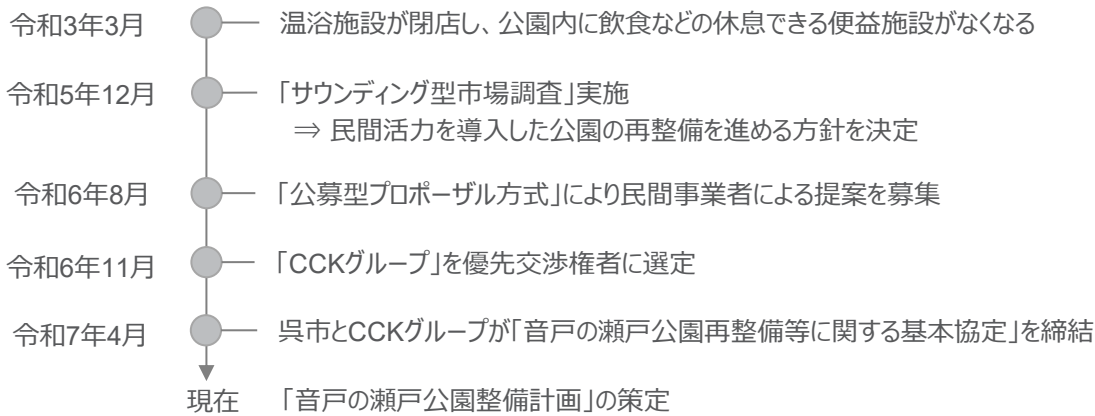 令和3年3月 温浴施設が閉店し、公園内に飲食などの休息できる便益施設がなくなる
令和5年12月 「サウンディング型市場調査」実施
⇒ 民間活力を導入した公園の再整備を進める方針を決定
令和6年8月 「公募型プロポーザル方式」により民間事業者による提案を募集
令和6年11月 「CCKグループ」を優先交渉権者に選定
令和7年4月 呉市とCCKグループが「音戸の瀬戸公園再整備等に関する基本協定」を締結
現在 「音戸の瀬戸公園整備計画」の策定